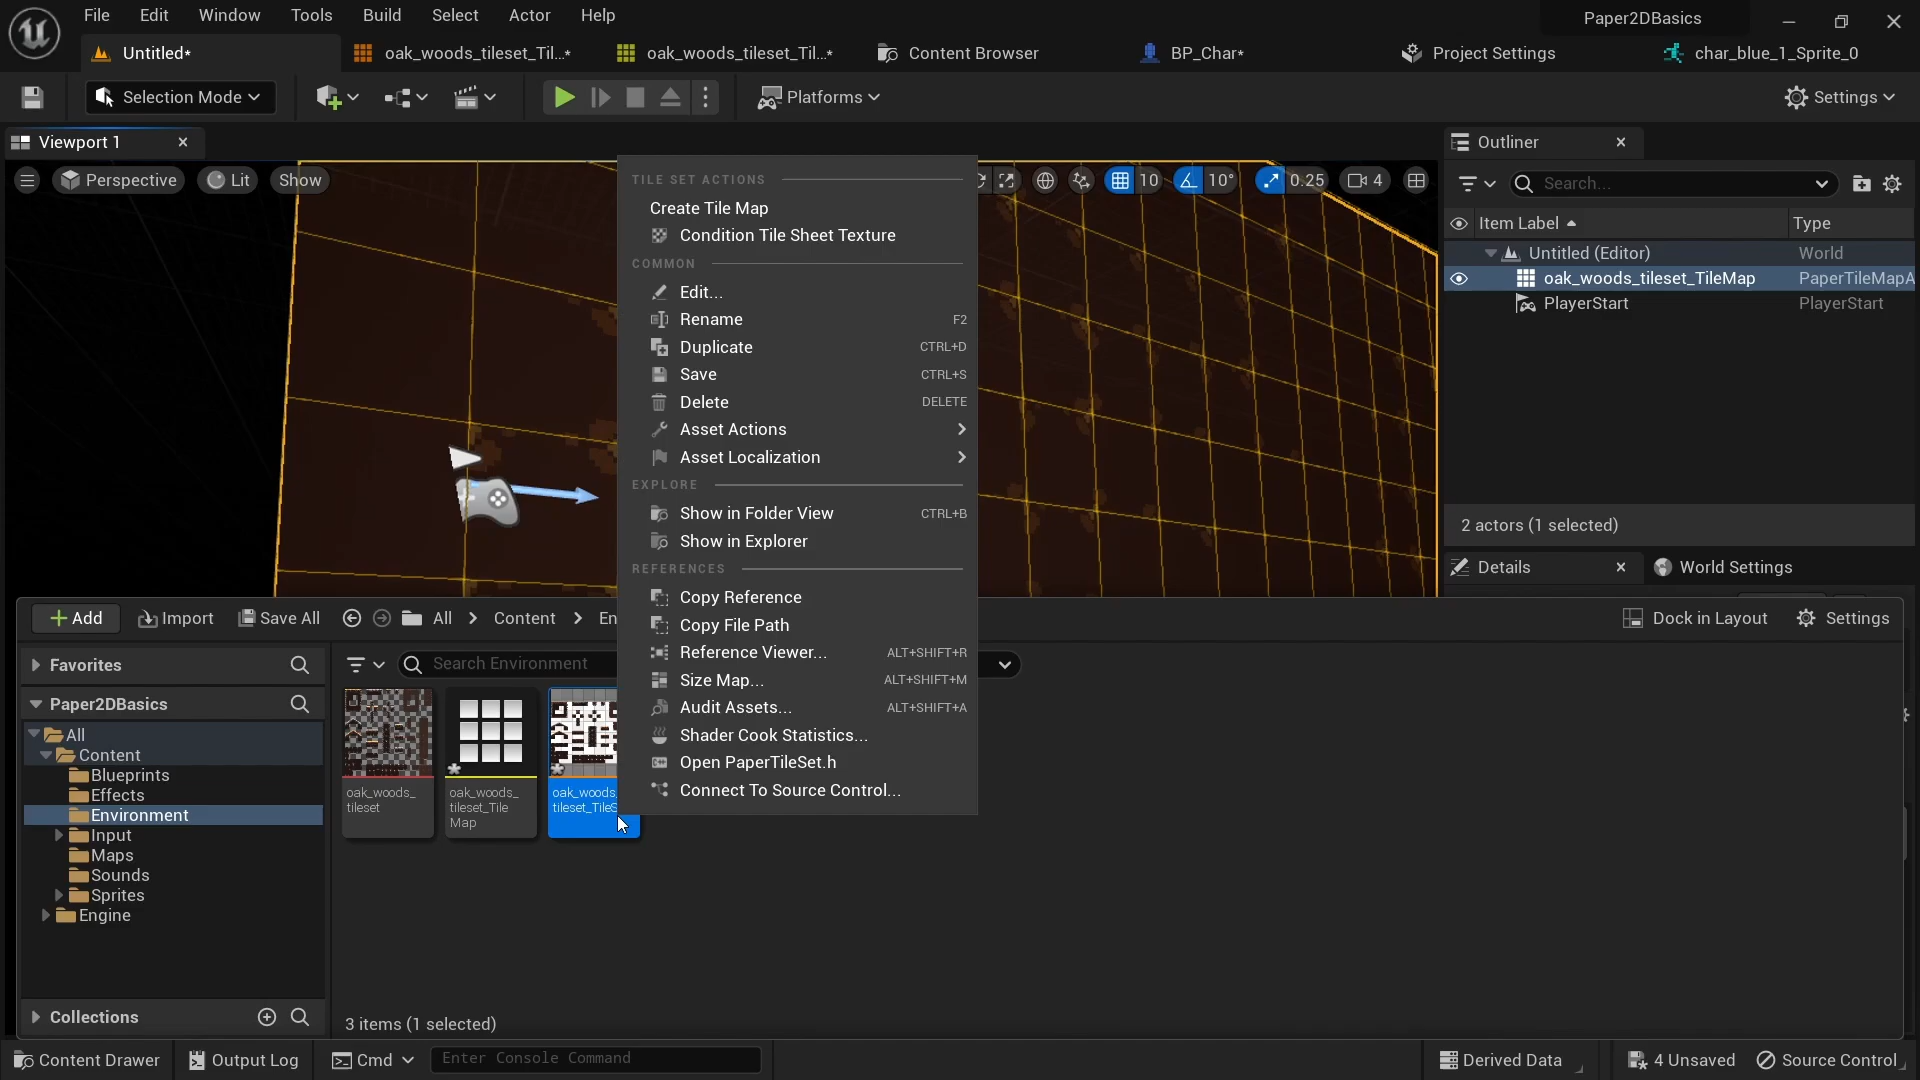 File Edit Window Tools Build Select Actor Help
Paper2DBasics
Untitled*
oak_woods_tileset_Til...*
oak_woods_tileset_Til...*
Content Browser
BP_Char*
Project Settings
char_blue_1_Sprite_0
Selection Mode
Platforms
Settings
Viewport 1
Perspective
Lit
Show
10
10°
0.25
4
TILE SET ACTIONS
Create Tile Map
Condition Tile Sheet Texture
COMMON
Edit...
Rename F2
Duplicate CTRL+D
Save CTRL+S
Delete DELETE
Asset Actions
Asset Localization
EXPLORE
Show in Folder View CTRL+B
Show in Explorer
REFERENCES
Copy Reference
Copy File Path
Reference Viewer... ALT+SHIFT+R
Size Map... ALT+SHIFT+M
Audit Assets... ALT+SHIFT+A
Shader Cook Statistics...
Open PaperTileSet.h
Connect To Source Control...
Outliner
Search...
Item Label Type
Untitled (Editor) World
oak_woods_tileset_TileMap PaperTileMapA
PlayerStart PlayerStart
2 actors (1 selected)
Details
World Settings
Add
Import
Save All
All
Content
En
Dock in Layout
Settings
Favorites
Paper2DBasics
All
Content
Blueprints
Effects
Environment
Input
Maps
Sounds
Sprites
Engine
Collections
Search Environment
oak_woods_
tileset
oak_woods_
tileset_Tile
Map
oak_woods_
tileset_TileS
3 items (1 selected)
Content Drawer
Output Log
Cmd
Enter Console Command
Derived Data
4 Unsaved
Source Control